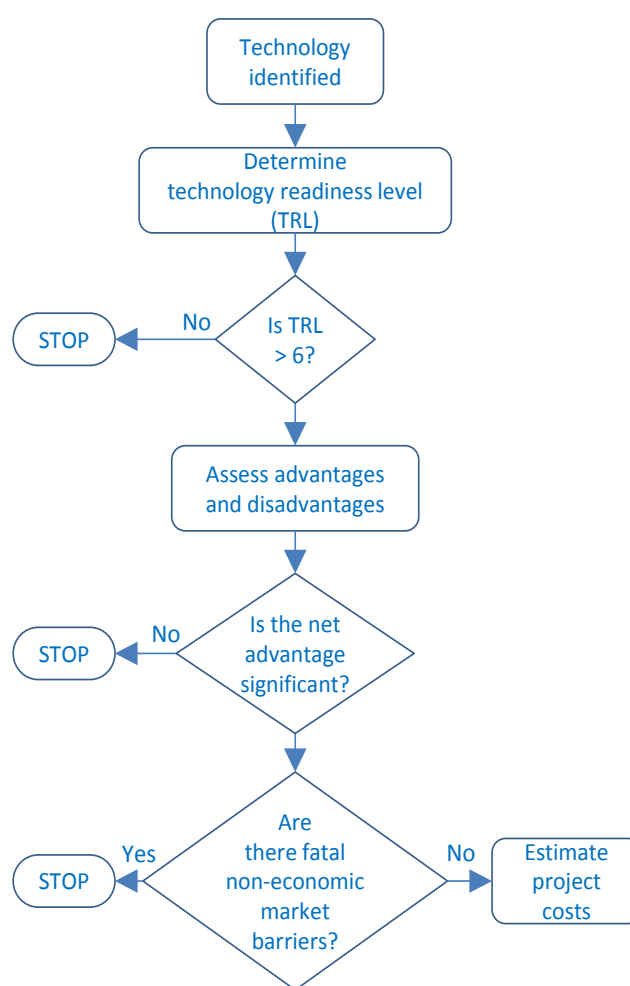 Technology
identified
Determine
technology readiness level
(TRL)
No
Is TRL
> 6?
STOP
Assess advantages
and disadvantages
No
Is the net
advantage
significant?
STOP
Are
there fatal
non-economic
market
barriers?
Yes
STOP
No
Estimate
project
costs